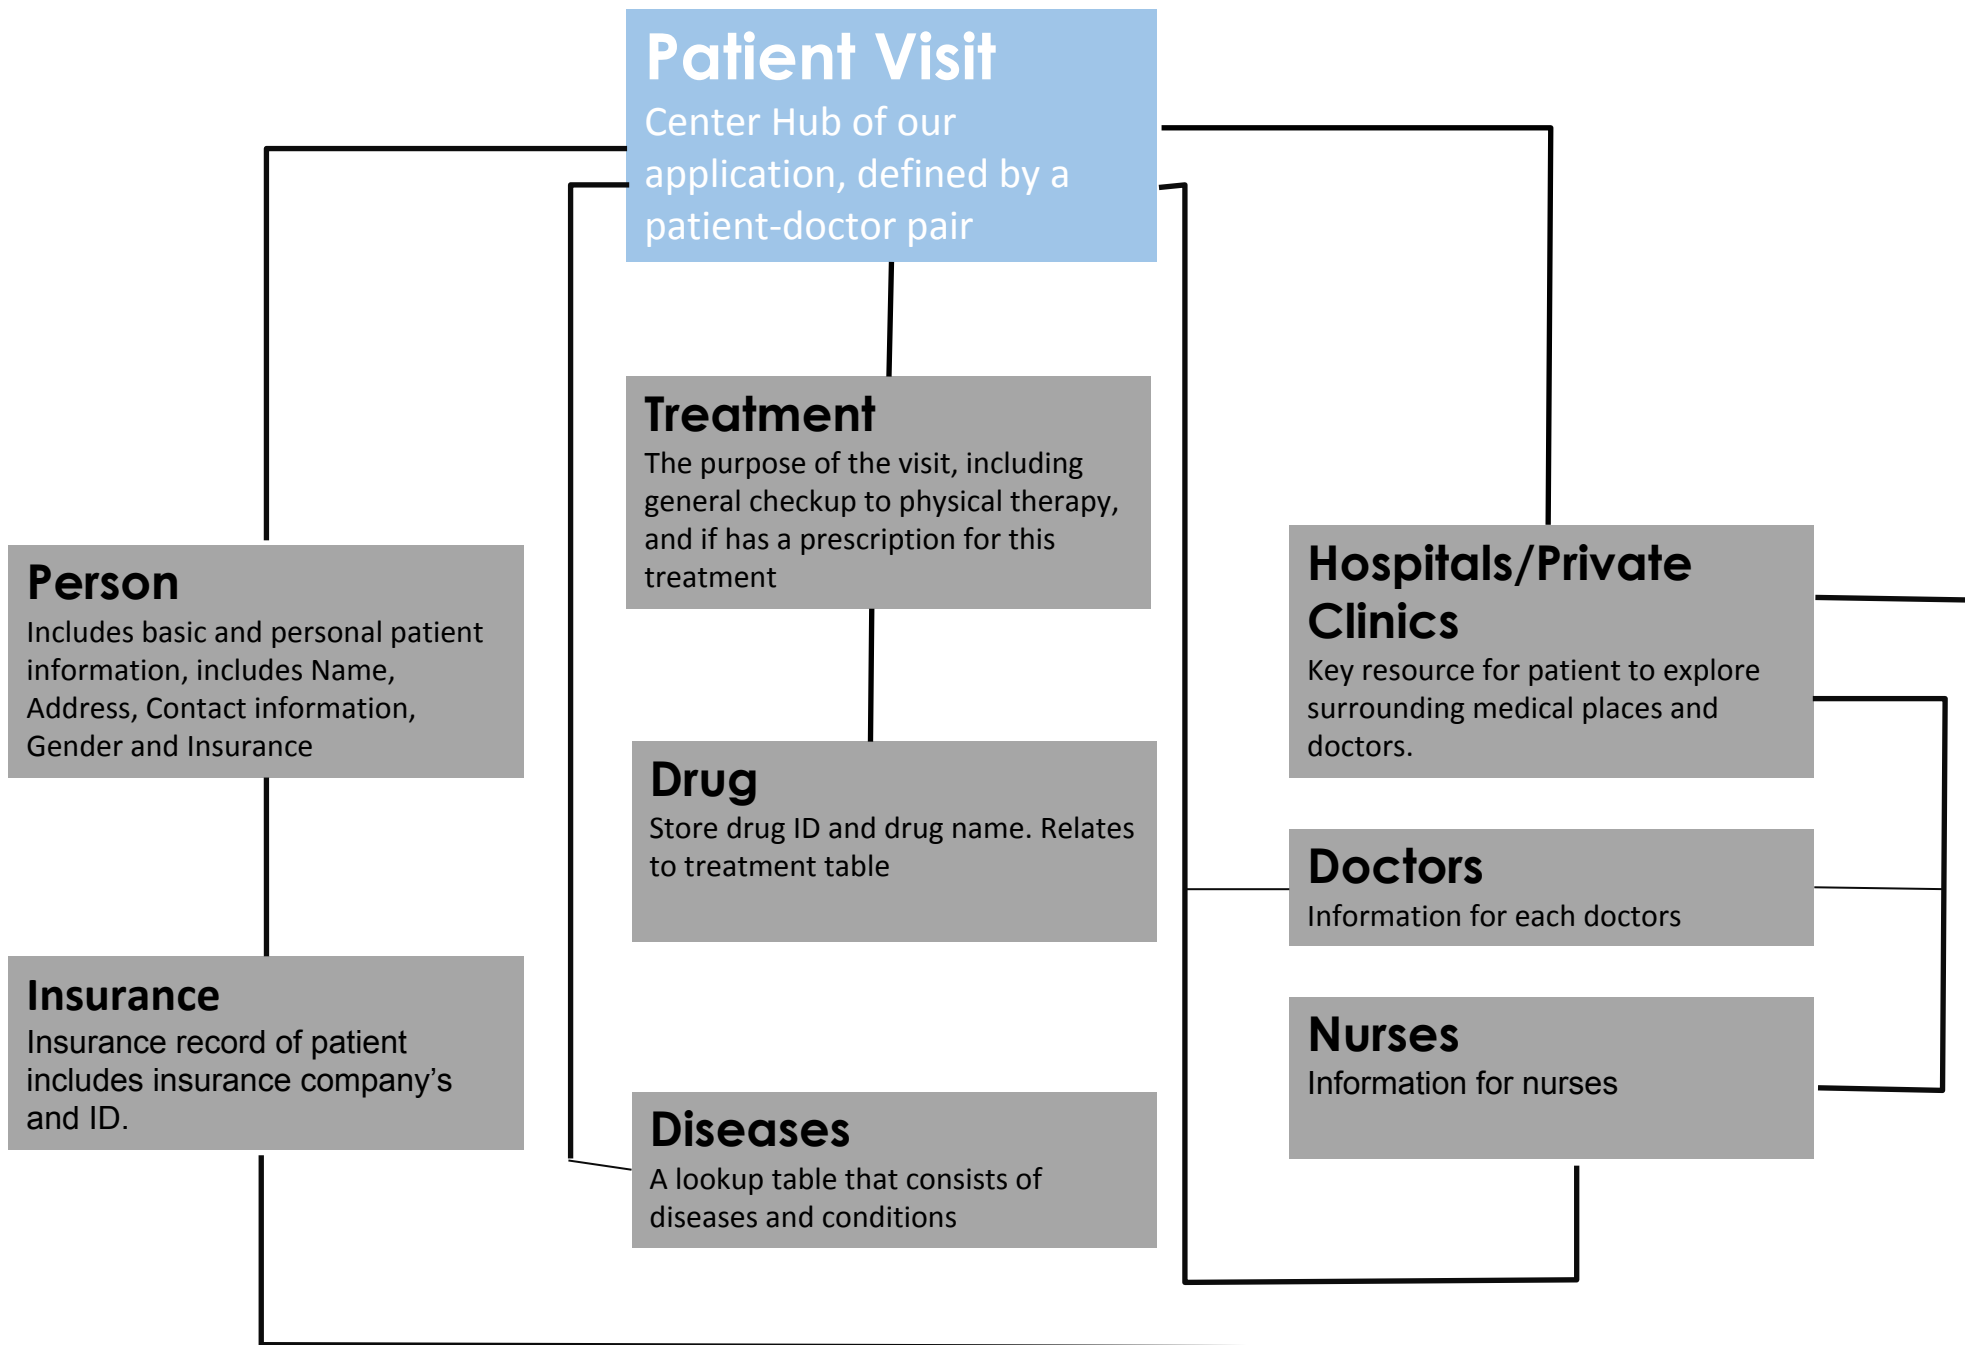 Patient Visit
Center Hub of our
application, defined by a
patient-doctor pair
Treatment
The purpose of the visit, including
general checkup to physical therapy,
and if has a prescription for this
treatment
Person
Includes basic and personal patient
information, includes Name,
Address, Contact information,
Gender and Insurance
Hospitals/Private
Clinics
Key resource for patient to explore
surrounding medical places and
doctors.
Drug
Store drug ID and drug name. Relates
to treatment table
Doctors
Information for each doctors
Insurance
Insurance record of patient
includes insurance company’s
and ID.
Nurses
Information for nurses
Diseases
A lookup table that consists of
diseases and conditions